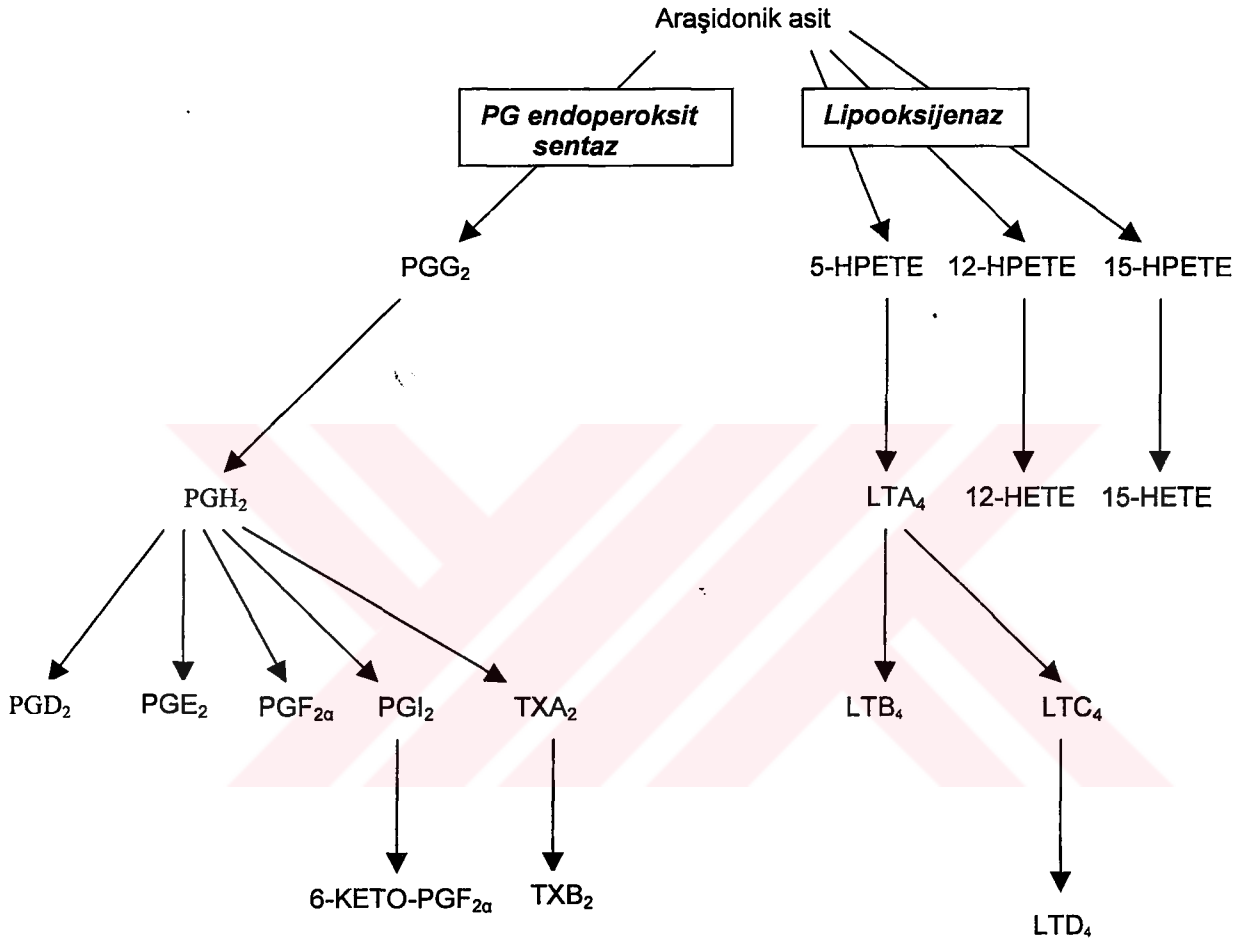 Araşidonik asit
PG endoperoksit
sentaz
Lipooksijenaz
PGG₂
5-HPETE 12-HPETE 15-HPETE
PGH₂
LTA₄ 12-HETE 15-HETE
PGD₂ PGE₂ PGF₂α PGI₂ TXA₂ LTB₄ LTC₄
6-KETO-PGF₂α TXB₂
LTD₄